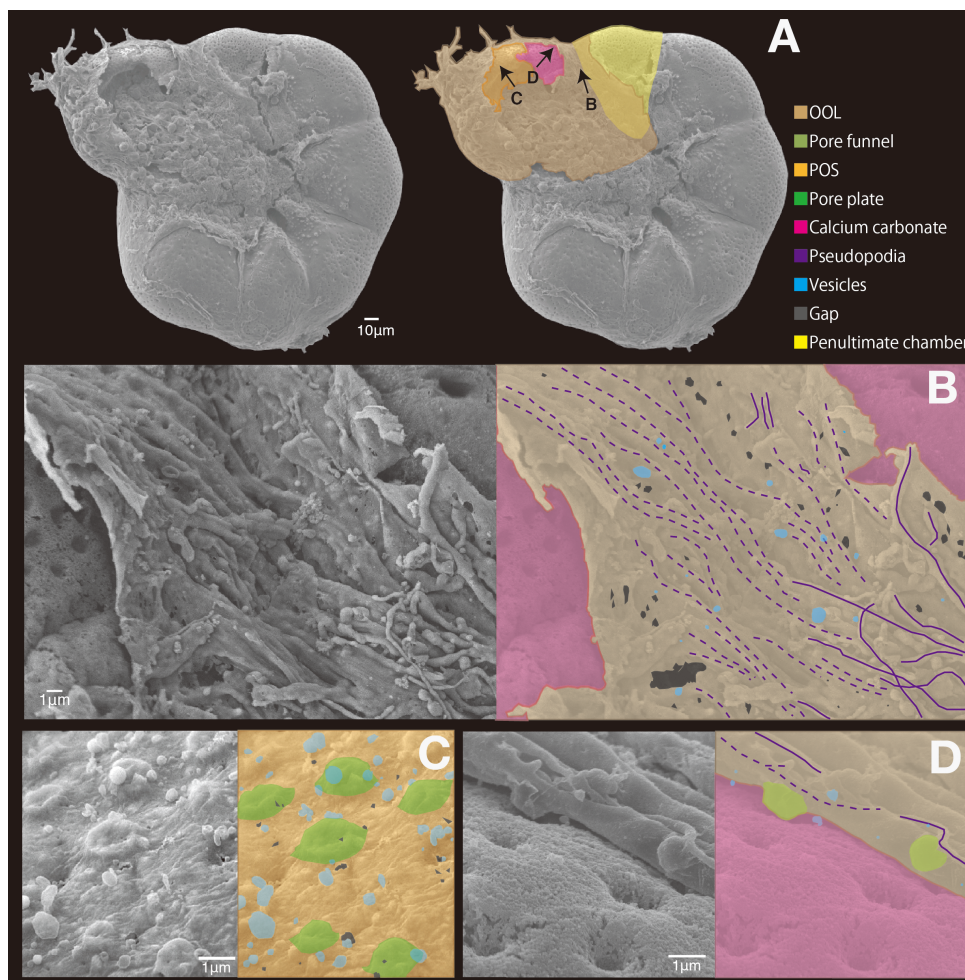 A
D
C
B
OOL
Pore funnel
POS
Pore plate
Calcium carbonate
Pseudopodia
Vesicles
Gap
Penultimate chamber
10μm
B
1μm
C
D
1μm
1μm